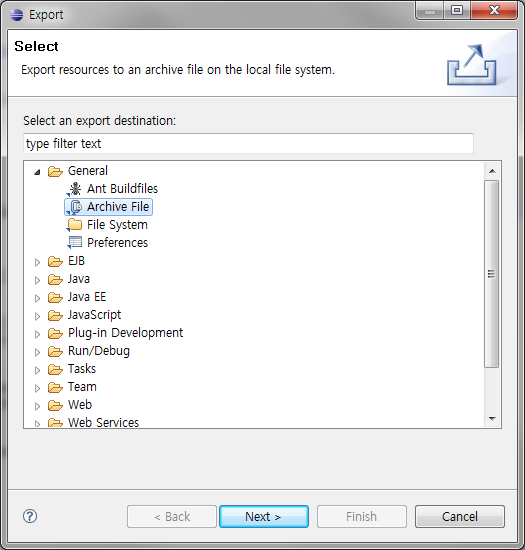 Export
Select
Export resources to an archive file on the local file system.
Select an export destination:
type filter text
General
Ant Buildfiles
Archive File
File System
Preferences
EJB
Java
Java EE
JavaScript
Plug-in Development
Run/Debug
Tasks
Team
Web
Web Services
? < Back Next > Finish Cancel